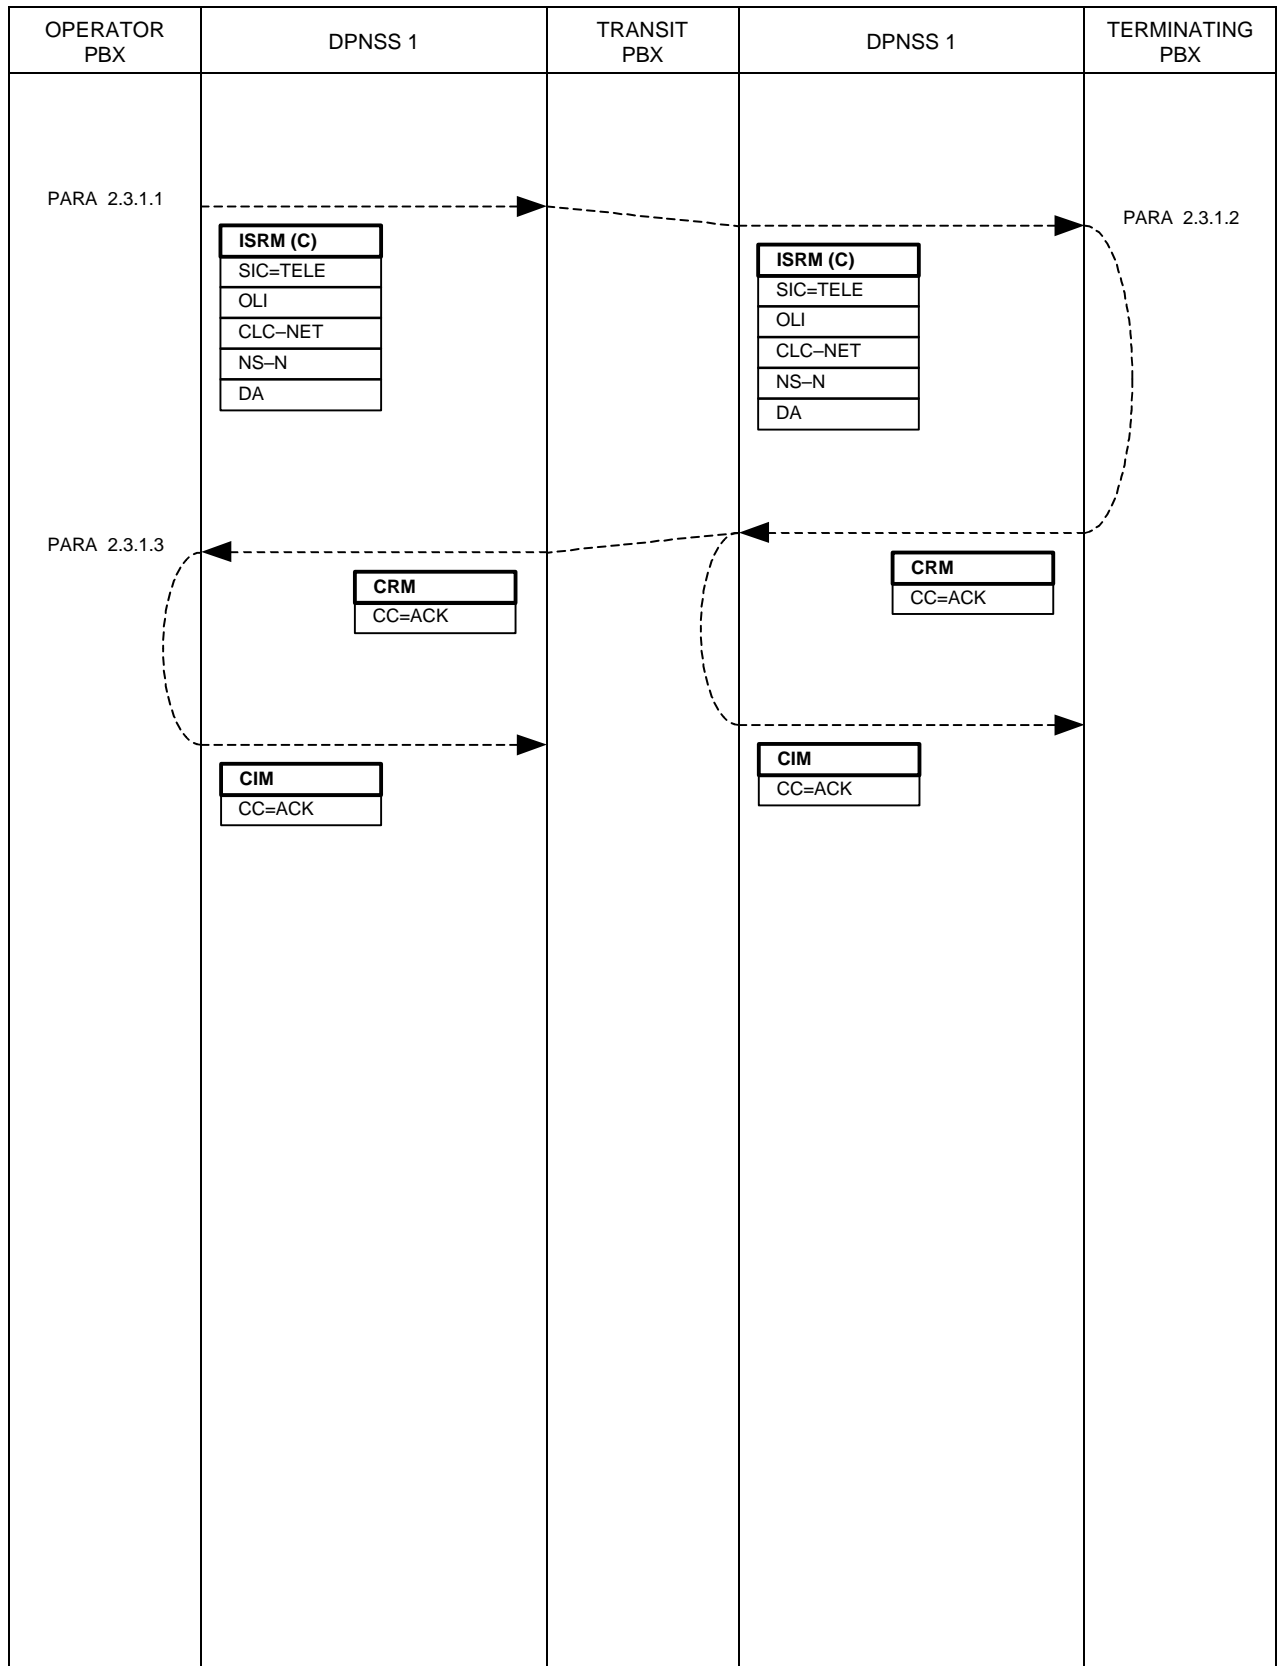 OPERATOR
PBX
DPNSS 1
TRANSIT
PBX
DPNSS 1
TERMINATING
PBX
PARA 2.3.1.1
PARA 2.3.1.2
ISRM (C)
SIC=TELE
OLI
CLC–NET
NS–N
DA
ISRM (C)
SIC=TELE
OLI
CLC–NET
NS–N
DA
PARA 2.3.1.3
CRM
CC=ACK
CRM
CC=ACK
CIM
CC=ACK
CIM
CC=ACK